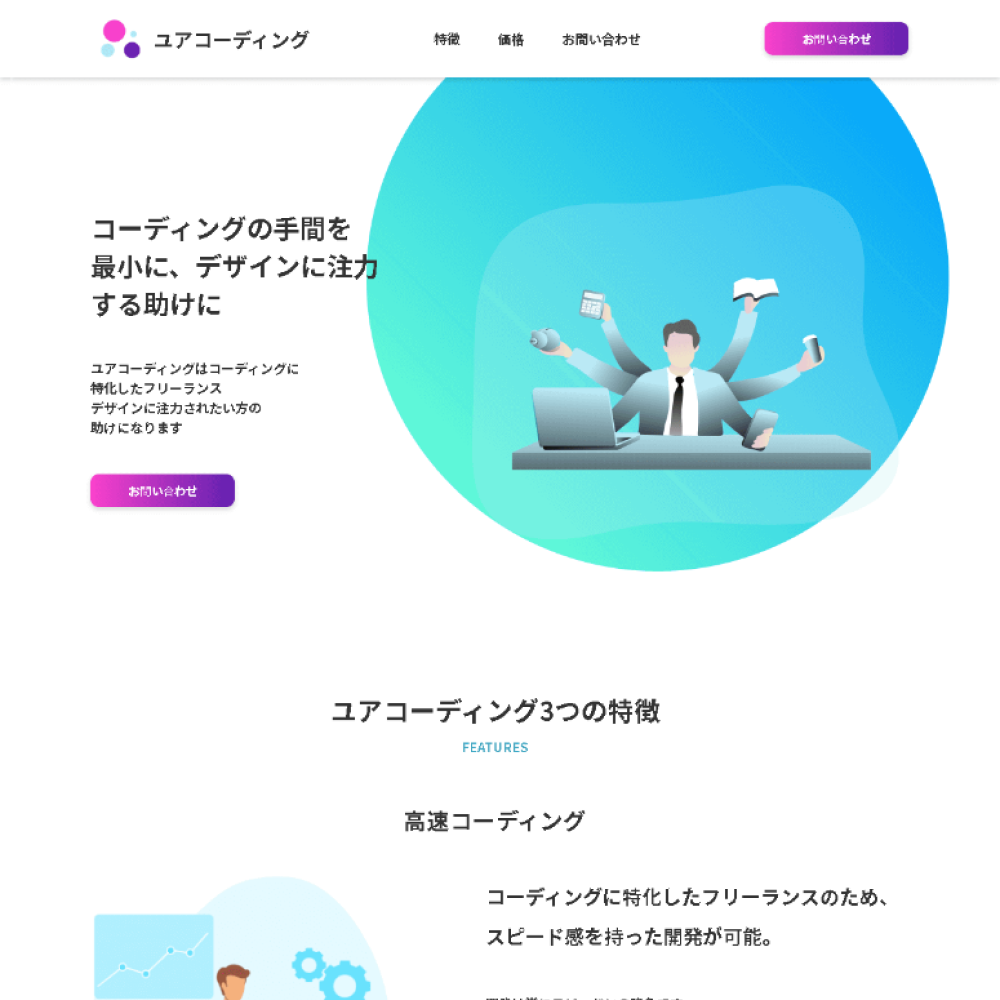 ユアコーディング
特徴
価格
お問い合わせ
お問い合わせ
コーディングの手間を
最小に、デザインに注力
する助けに
ユアコーディングはコーディングに
特化したフリーランス
デザインに注力されたい方の
助けになります
お問い合わせ
ユアコーディング3つの特徴
FEATURES
高速コーディング
コーディングに特化したフリーランスのため、
スピード感を持った開発が可能。